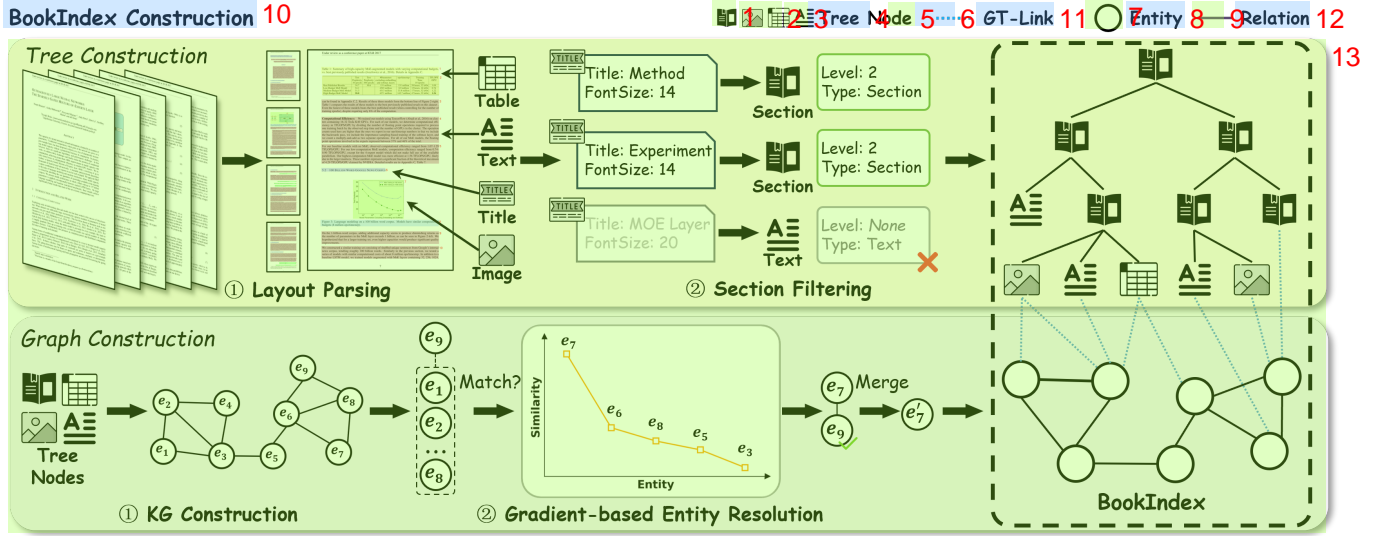 BookIndex Construction 10
1 2 3 Tree Node 4 5 6 GT-Link 11 7 Entity 8 9 Relation 12
13
Tree Construction
Table
Text
TITLE
Title
Image
① Layout Parsing
TITLE
Title: Method
FontSize: 14
Section
Level: 2
Type: Section
TITLE
Title: Experiment
FontSize: 14
Section
Level: 2
Type: Section
TITLE
Title: MOE Layer
FontSize: 20
Text
Level: None
Type: Text
② Section Filtering
Graph Construction
Tree
Nodes
e2
e4
e1
e3
e5
e9
e6
e8
e7
① KG Construction
e9
e1
e2
...
e8
Match?
Similarity
e7
e6
e8
e5
e3
Entity
② Gradient-based Entity Resolution
e7
e9
Merge
e′7
BookIndex